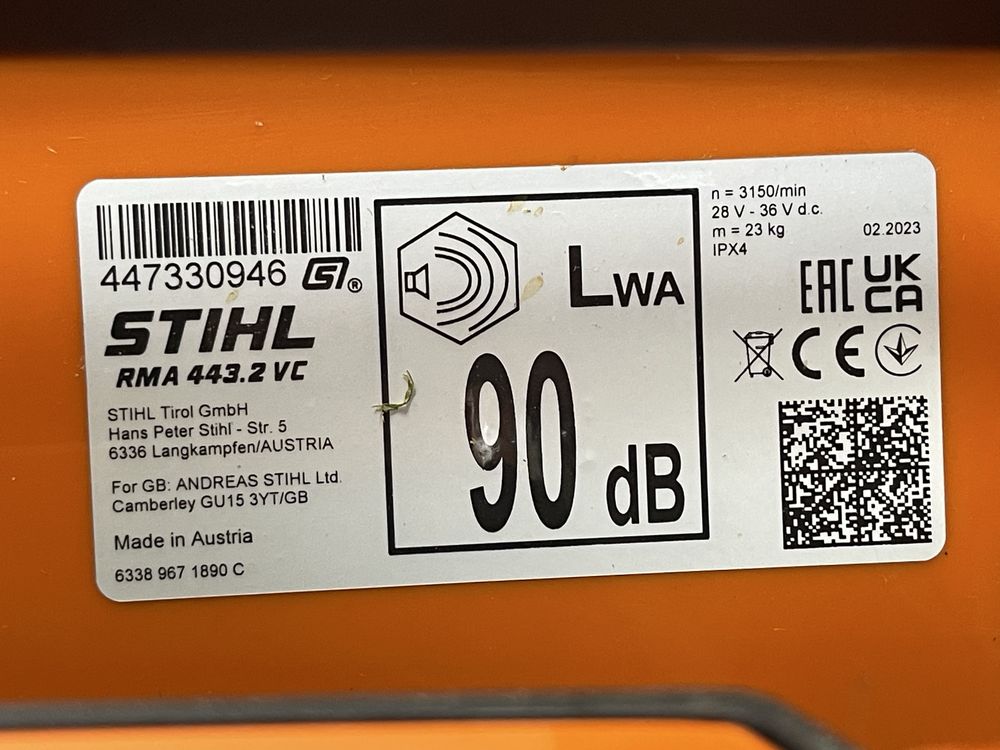 447330946 GS®
STIHL
RMA 443.2 VC
STIHL Tirol GmbH
Hans Peter Stihl - Str. 5
6336 Langkampfen/AUSTRIA
For GB: ANDREAS STIHL Ltd.
Camberley GU15 3YT/GB
Made in Austria
6338 967 1890 C
LWA
90 dB
n = 3150/min
28 V - 36 V d.c.
m = 23 kg
IPX4
02.2023
EAC UK
CA
CE